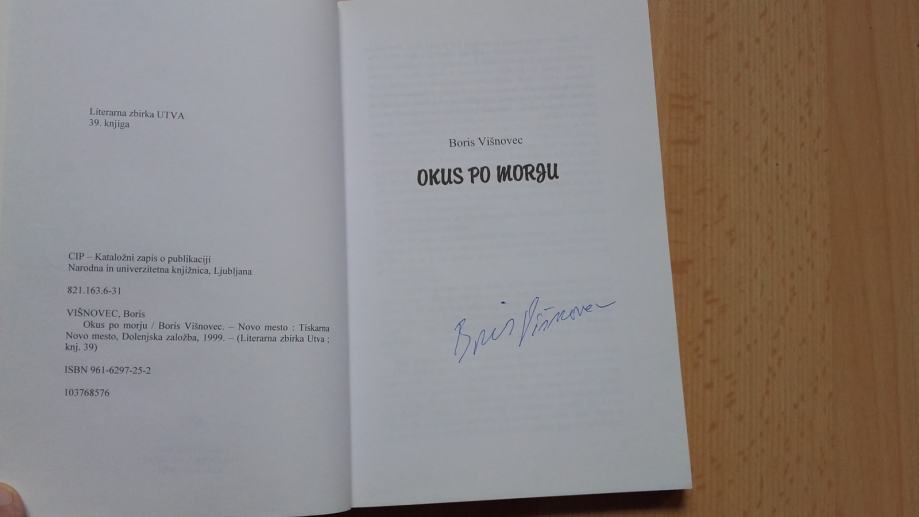 Literarna zbirka UTVA
39. knjiga
CIP – Kataložni zapis o publikaciji
Narodna in univerzitetna knjižnica, Ljubljana
821.163.6-31
VIŠNOVEC, Boris
Okus po morju / Boris Višnovec. – Novo mesto : Tiskarna
Novo mesto, Dolenjska založba, 1999. – (Literarna zbirka Utva ;
knj. 39)
ISBN 961-6297-25-2
103768576
Boris Višnovec
OKUS PO MORJU
Boris Višnovec